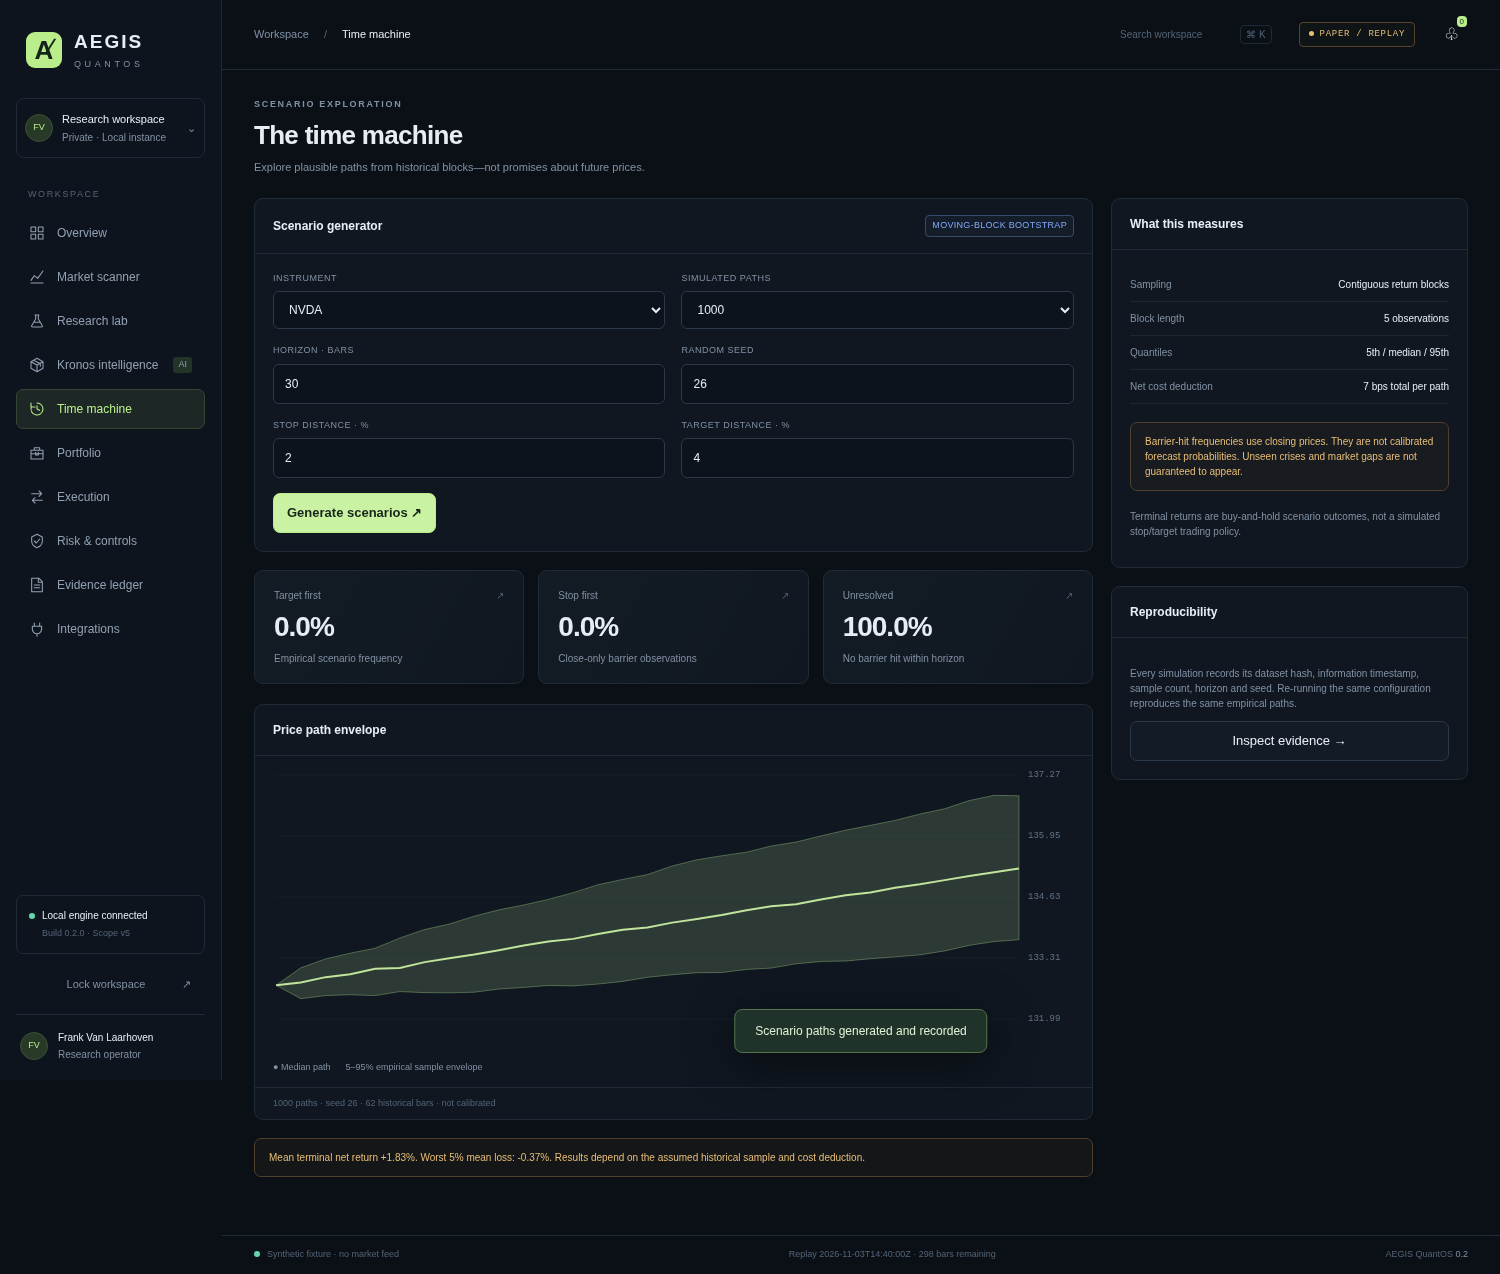 AEGIS
QUANTOS
FV
Research workspace
Private · Local instance
WORKSPACE
Overview
Market scanner
Research lab
Kronos intelligence AI
Time machine
Portfolio
Execution
Risk & controls
Evidence ledger
Integrations
Local engine connected
Build 0.2.0 · Scope v5
Lock workspace ↗
FV
Frank Van Laarhoven
Research operator
Workspace / Time machine
Search workspace ⌘ K
PAPER / REPLAY
0
SCENARIO EXPLORATION
The time machine
Explore plausible paths from historical blocks—not promises about future prices.
Scenario generator
MOVING-BLOCK BOOTSTRAP
INSTRUMENT
NVDA
SIMULATED PATHS
1000
HORIZON · BARS
30
RANDOM SEED
26
STOP DISTANCE · %
2
TARGET DISTANCE · %
4
Generate scenarios ↗
Target first ↗
0.0%
Empirical scenario frequency
Stop first ↗
0.0%
Close-only barrier observations
Unresolved ↗
100.0%
No barrier hit within horizon
Price path envelope
137.27
135.95
134.63
133.31
131.99
Scenario paths generated and recorded
● Median path 5–95% empirical sample envelope
1000 paths · seed 26 · 62 historical bars · not calibrated
Mean terminal net return +1.83%. Worst 5% mean loss: -0.37%. Results depend on the assumed historical sample and cost deduction.
What this measures
Sampling Contiguous return blocks
Block length 5 observations
Quantiles 5th / median / 95th
Net cost deduction 7 bps total per path
Barrier-hit frequencies use closing prices. They are not calibrated
forecast probabilities. Unseen crises and market gaps are not
guaranteed to appear.
Terminal returns are buy-and-hold scenario outcomes, not a simulated
stop/target trading policy.
Reproducibility
Every simulation records its dataset hash, information timestamp,
sample count, horizon and seed. Re-running the same configuration
reproduces the same empirical paths.
Inspect evidence →
Synthetic fixture · no market feed
Replay 2026-11-03T14:40:00Z · 298 bars remaining
AEGIS QuantOS 0.2